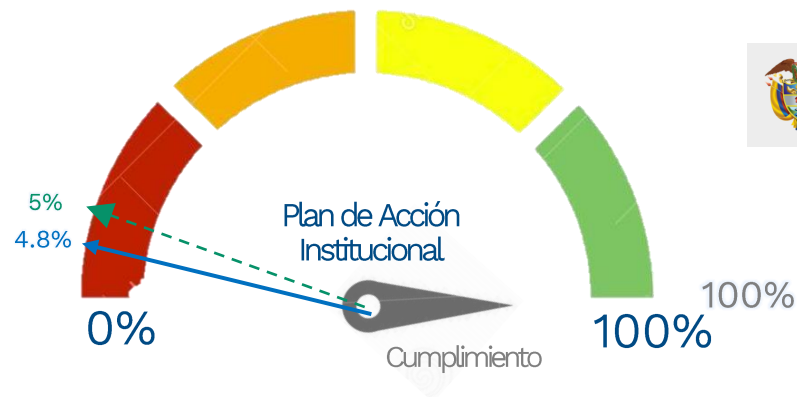 5%
4.8%
Plan de Acción
Institucional
100%
0%
100%
Cumplimiento